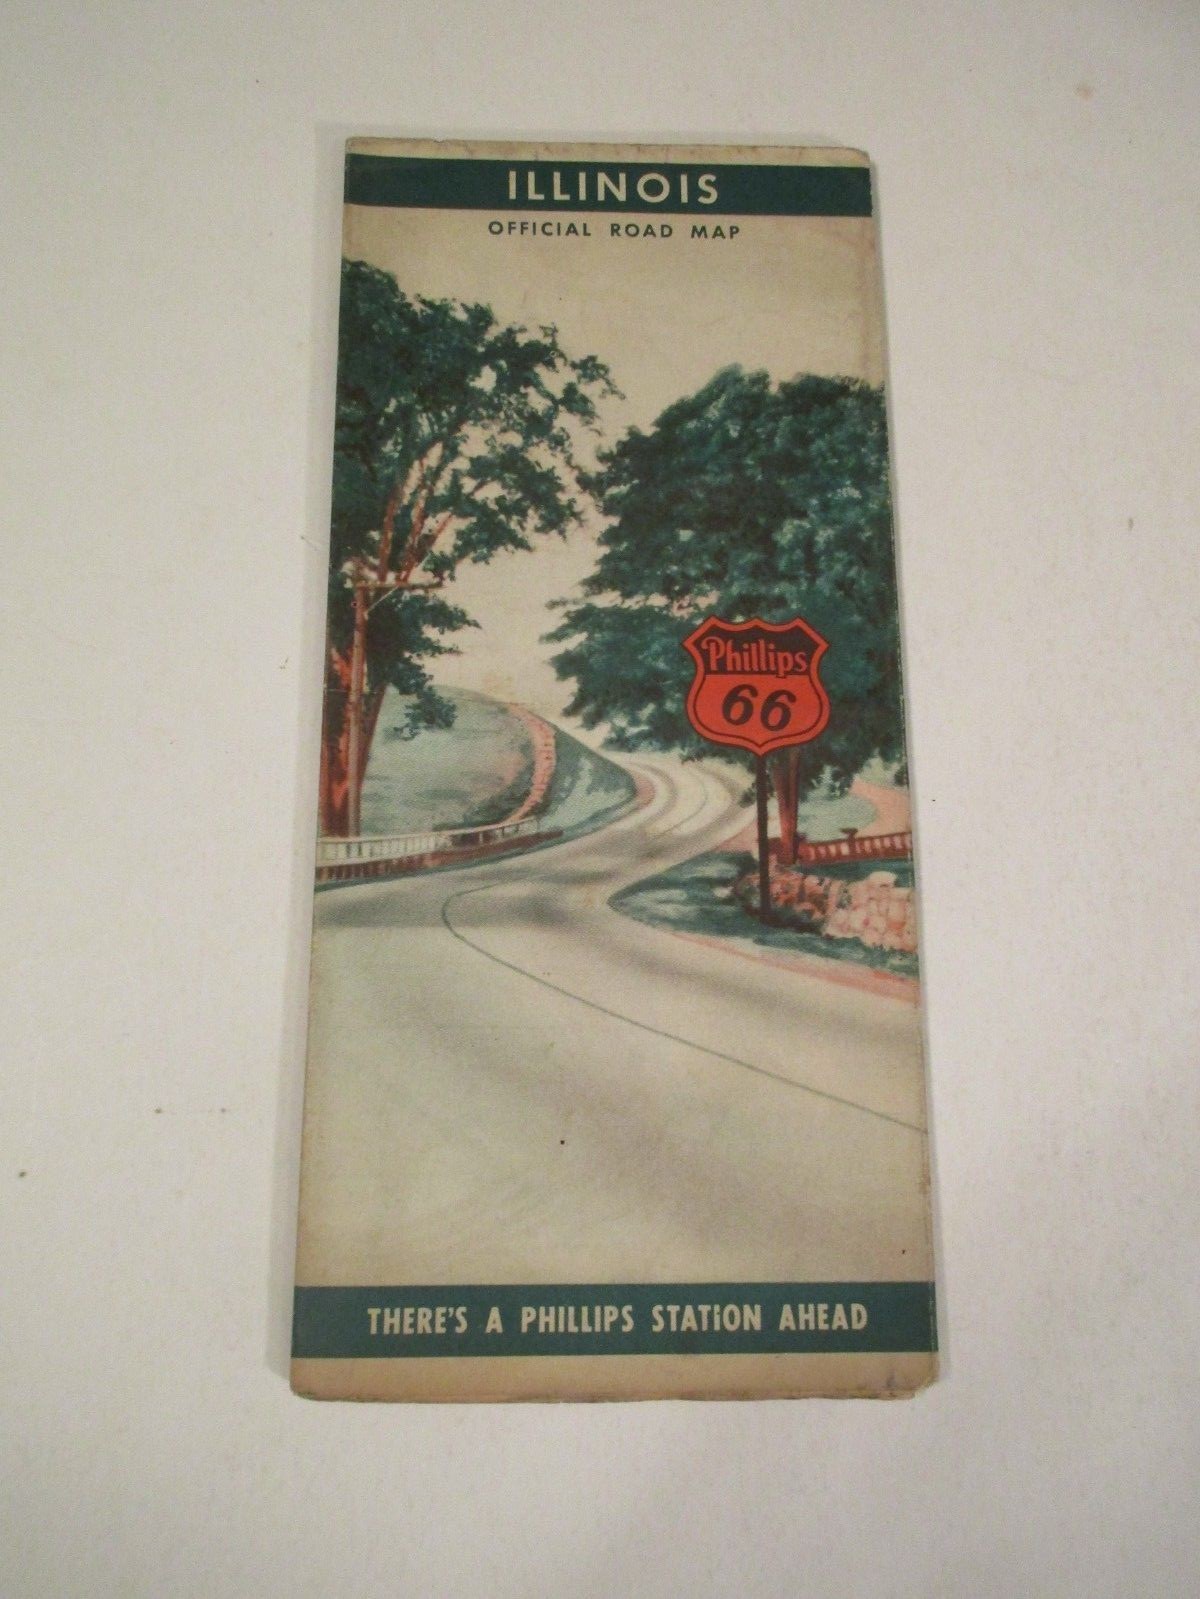 ILLINOIS
OFFICIAL ROAD MAP
Phillips
66
THERE'S A PHILLIPS STATION AHEAD